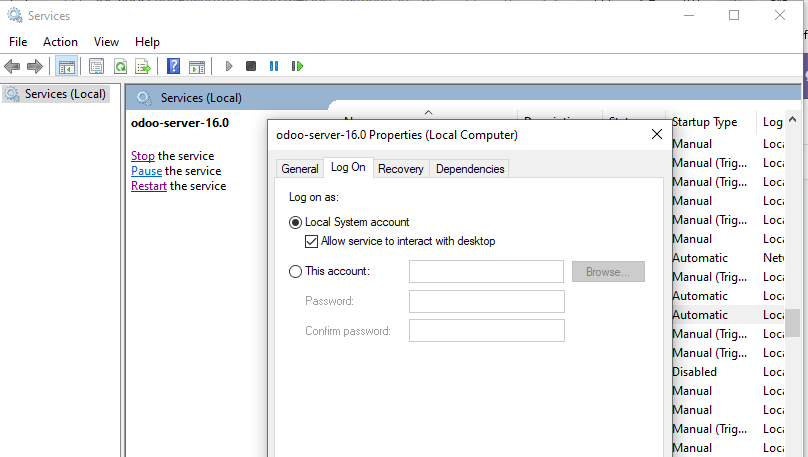 Services
File Action View Help
Services (Local)
Services (Local)
odoo-server-16.0
Stop the service
Pause the service
Restart the service
Startup Type Log
Manual Loca
Manual (Trig... Loca
Manual (Trig... Loca
Manual Loca
Manual (Trig... Loca
Manual Loca
Automatic Netw
Manual (Trig... Loca
Automatic Loca
Automatic Loca
Manual (Trig... Loca
Manual (Trig... Loca
Disabled Loca
Manual Loca
Manual Loca
Manual (Trig... Loca
Manual Loca
odoo-server-16.0 Properties (Local Computer)
General Log On Recovery Dependencies
Log on as:
Local System account
Allow service to interact with desktop
This account:
Browse...
Password:
Confirm password: